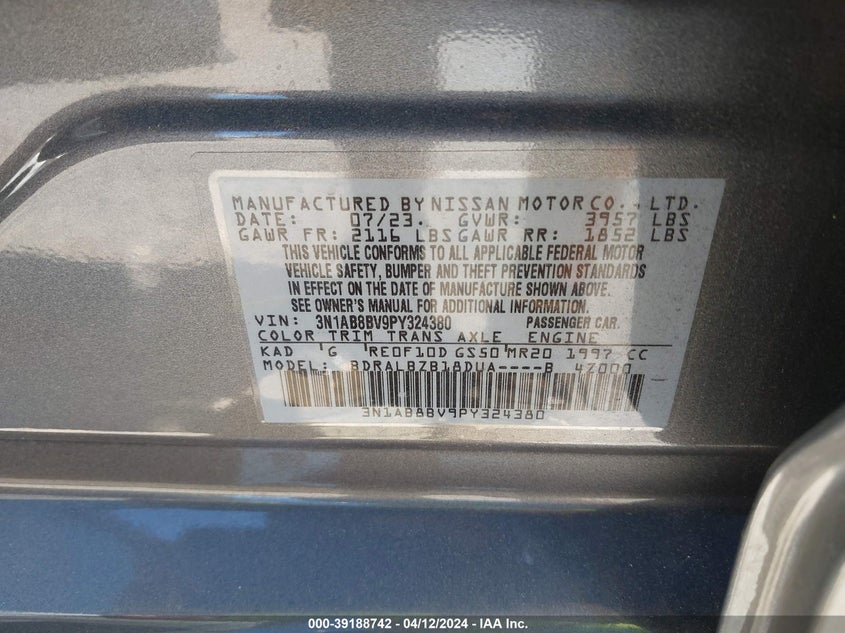 MANUFACTURED BY NISSAN MOTOR CO., LTD.
DATE: 07/23. GVWR: 3957 LBS
GAWR FR: 2116 LBS GAWR RR: 1852 LBS
THIS VEHICLE CONFORMS TO ALL APPLICABLE FEDERAL MOTOR
VEHICLE SAFETY, BUMPER AND THEFT PREVENTION STANDARDS
IN EFFECT ON THE DATE OF MANUFACTURE SHOWN ABOVE.
SEE OWNER'S MANUAL FOR ADDITIONAL INFORMATION.
VIN: 3N1AB8BV9PY324380 PASSENGER CAR.
COLOR TRIM TRANS AXLE ENGINE
KAD G RE0F10D GS50 MR20 1997 CC
MODEL: BDRALBZB18DUA----B 4Z000
3N1AB8BV9PY324380
000-39188742 - 04/12/2024 - IAA Inc.